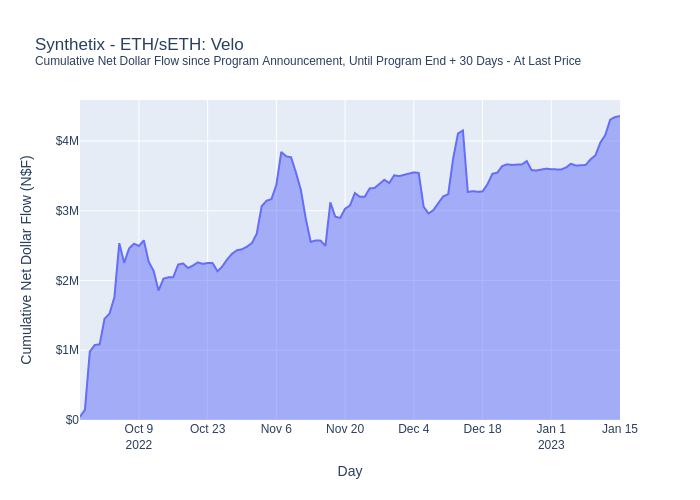 Synthetix - ETH/sETH: Velo
Cumulative Net Dollar Flow since Program Announcement, Until Program End + 30 Days - At Last Price
Cumulative Net Dollar Flow (N$F)
$4M
$3M
$2M
$1M
$0
Oct 9
2022
Oct 23
Nov 6
Nov 20
Dec 4
Dec 18
Jan 1
2023
Jan 15
Day